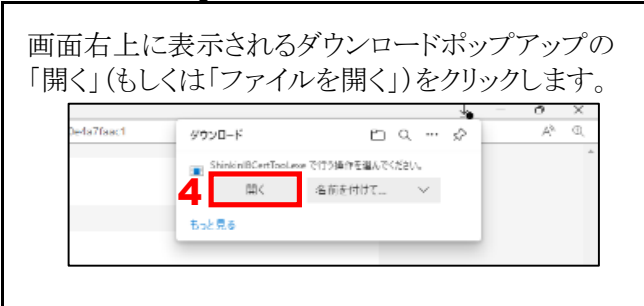 画面右上に表示されるダウンロードポップアップの
「開く」(もしくは「ファイルを開く」)をクリックします。
0e4a7faac1
ダウンロード
ShinkinIBCertTool.exe で行う操作を選んでください。
4
開く
名前を付けて...
もっと見る